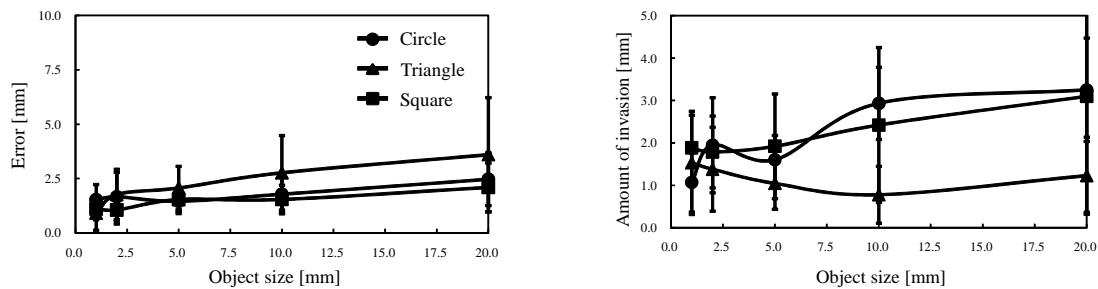 10.0
7.5
5.0
2.5
0.0
Error [mm]
Circle
Triangle
Square
0.0 2.5 5.0 7.5 10.0 12.5 15.0 17.5 20.0
Object size [mm]
5.0
4.0
3.0
2.0
1.0
0.0
Amount of invasion [mm]
0.0 2.5 5.0 7.5 10.0 12.5 15.0 17.5 20.0
Object size [mm]